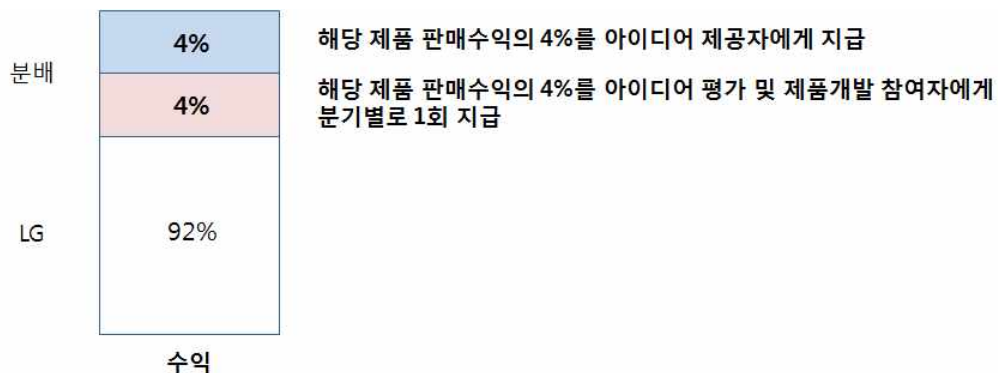 4%
해당 제품 판매수익의 4%를 아이디어 제공자에게 지급
분배
4%
해당 제품 판매수익의 4%를 아이디어 평가 및 제품개발 참여자에게
분기별로 1회 지급
LG
92%
수익